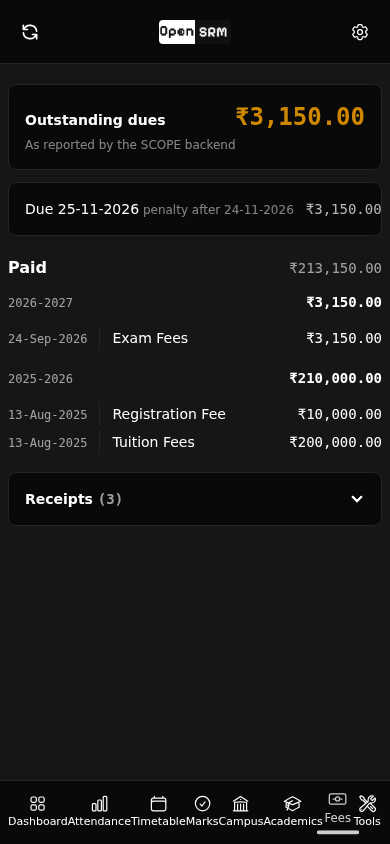 Open SRM
Outstanding dues ₹3,150.00
As reported by the SCOPE backend
Due 25-11-2026 penalty after 24-11-2026 ₹3,150.00
Paid ₹213,150.00
2026-2027 ₹3,150.00
24-Sep-2026 Exam Fees ₹3,150.00
2025-2026 ₹210,000.00
13-Aug-2025 Registration Fee ₹10,000.00
13-Aug-2025 Tuition Fees ₹200,000.00
Receipts (3)
Dashboard Attendance Timetable Marks Campus Academics Fees Tools